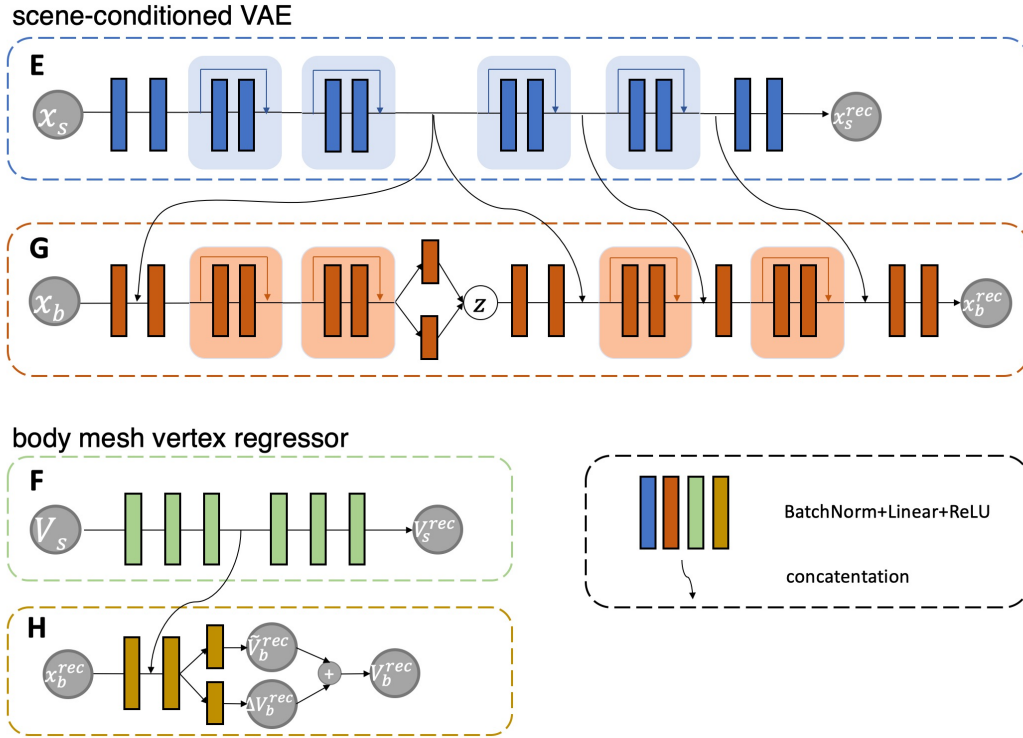 scene-conditioned VAE
E
x_s
x_s^{rec}
G
x_b
z
x_b^{rec}
body mesh vertex regressor
F
V_s
V_s^{rec}
BatchNorm+Linear+ReLU
concatentation
H
x_b^{rec}
Ṽ_b^{rec}
ΔV_b^{rec}
+
V_b^{rec}